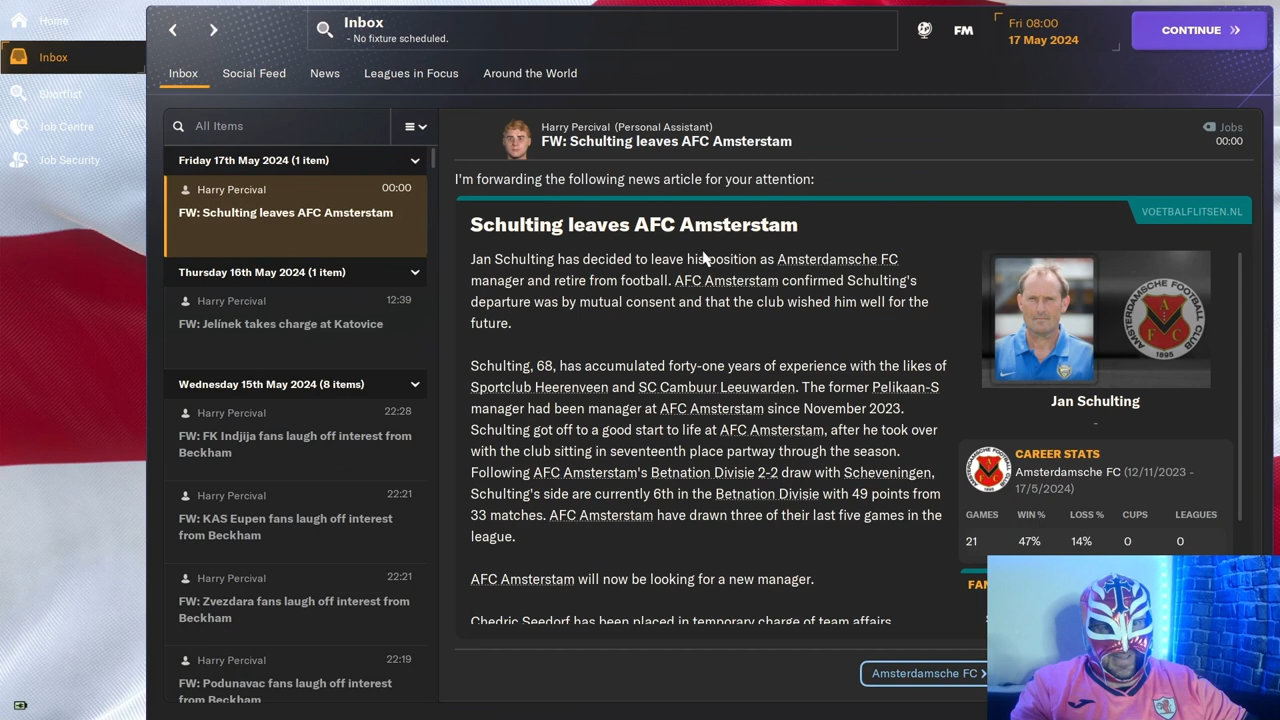 Home
Inbox
Shortlist
Job Centre
Job Security
Inbox
- No fixture scheduled.
FM
Fri 08:00
17 May 2024
CONTINUE
Inbox
Social Feed
News
Leagues in Focus
Around the World
All Items
Friday 17th May 2024 (1 item)
Harry Percival
00:00
FW: Schulting leaves AFC Amsterstam
Thursday 16th May 2024 (1 item)
Harry Percival
12:39
FW: Jelínek takes charge at Katovice
Wednesday 15th May 2024 (8 items)
Harry Percival
22:28
FW: FK Indjija fans laugh off interest from
Beckham
Harry Percival
22:21
FW: KAS Eupen fans laugh off interest
from Beckham
Harry Percival
22:21
FW: Zvezdara fans laugh off interest from
Beckham
Harry Percival
22:19
FW: Podunavac fans laugh off interest
from Beckham
Harry Percival (Personal Assistant)
FW: Schulting leaves AFC Amsterstam
Jobs
00:00
I'm forwarding the following news article for your attention:
VOETBALFLITSEN.NL
Schulting leaves AFC Amsterstam
Jan Schulting has decided to leave his position as Amsterdamsche FC
manager and retire from football. AFC Amsterstam confirmed Schulting's
departure was by mutual consent and that the club wished him well for the
future.
Schulting, 68, has accumulated forty-one years of experience with the likes of
Sportclub Heerenveen and SC Cambuur Leeuwarden. The former Pelikaan-S
manager had been manager at AFC Amsterstam since November 2023.
Schulting got off to a good start to life at AFC Amsterstam, after he took over
with the club sitting in seventeenth place partway through the season.
Following AFC Amsterstam's Betnation Divisie 2-2 draw with Scheveningen,
Schulting's side are currently 6th in the Betnation Divisie with 49 points from
33 matches. AFC Amsterstam have drawn three of their last five games in the
league.
AFC Amsterstam will now be looking for a new manager.
Chedric Seedorf has been placed in temporary charge of team affairs.
AFC
1895
Jan Schulting
-
CAREER STATS
Amsterdamsche FC (12/11/2023 -
17/5/2024)
GAMES WIN % LOSS % CUPS LEAGUES
21 47% 14% 0 0
FAN
Amsterdamsche FC